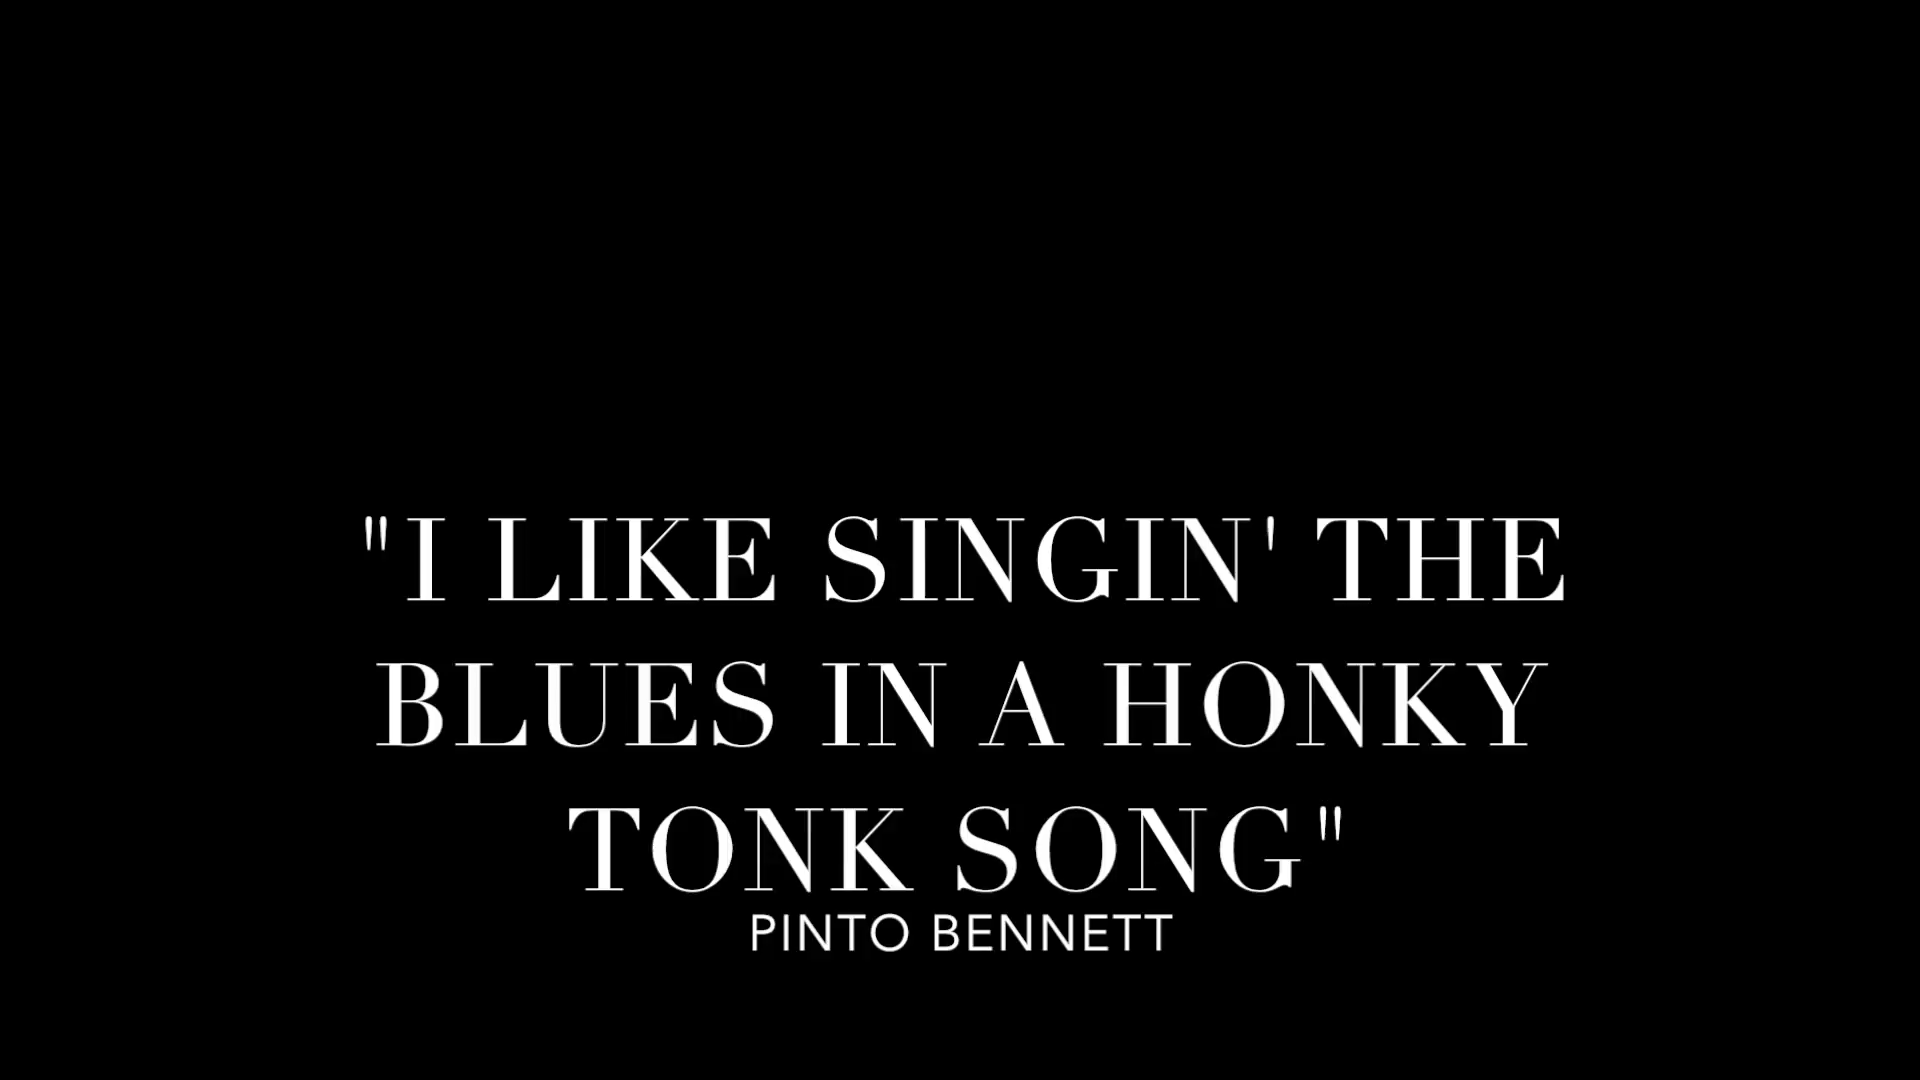 "I LIKE SINGIN' THE
BLUES IN A HONKY
TONK SONG"
PINTO BENNETT